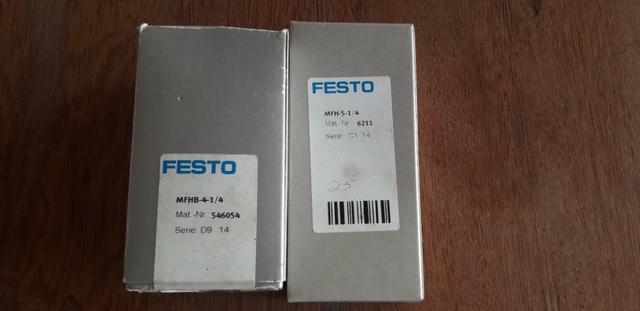 FESTO
MFHB-4-1/4
Mat.-Nr. 546054
Serie: D9 14
FESTO
MFH-5-1/4
Mat.-Nr. 6211
Serie: C1 14
25